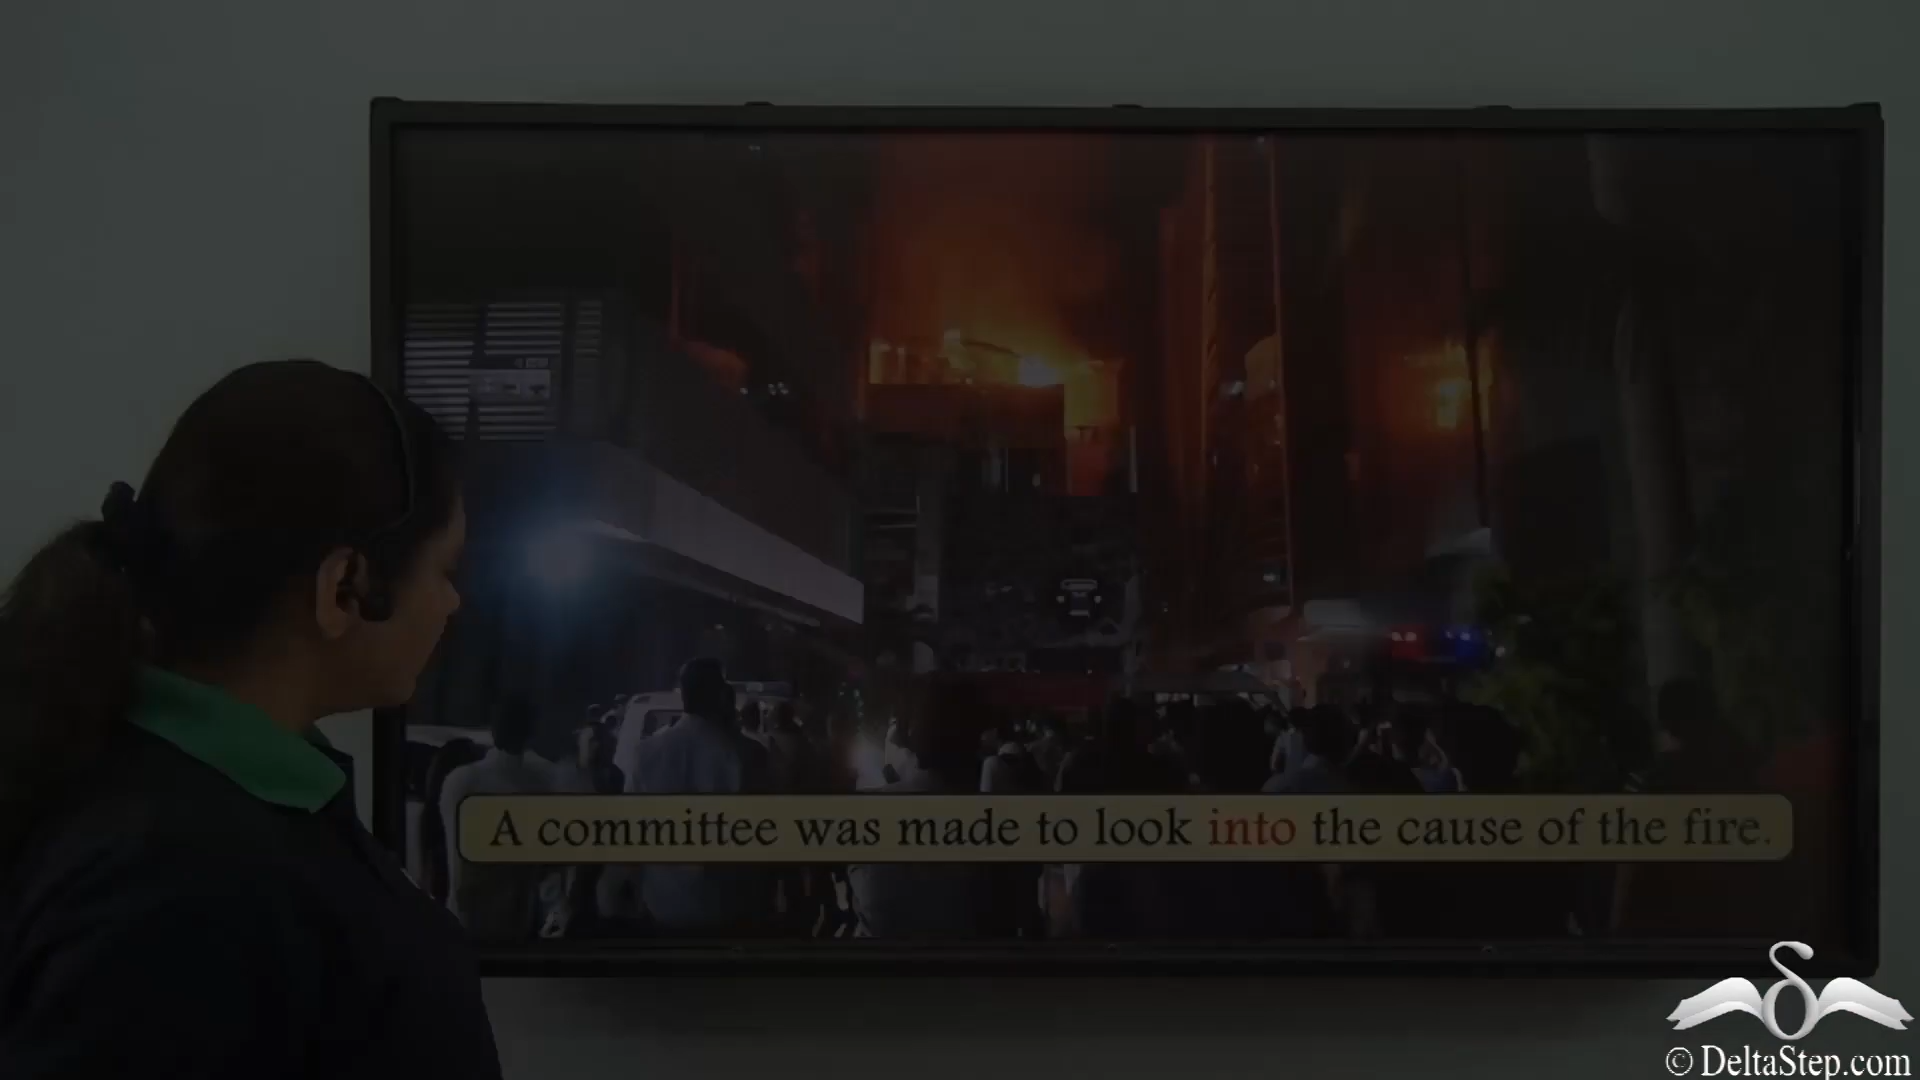 A committee was made to look into the cause of the fire.
© DeltaStep.com